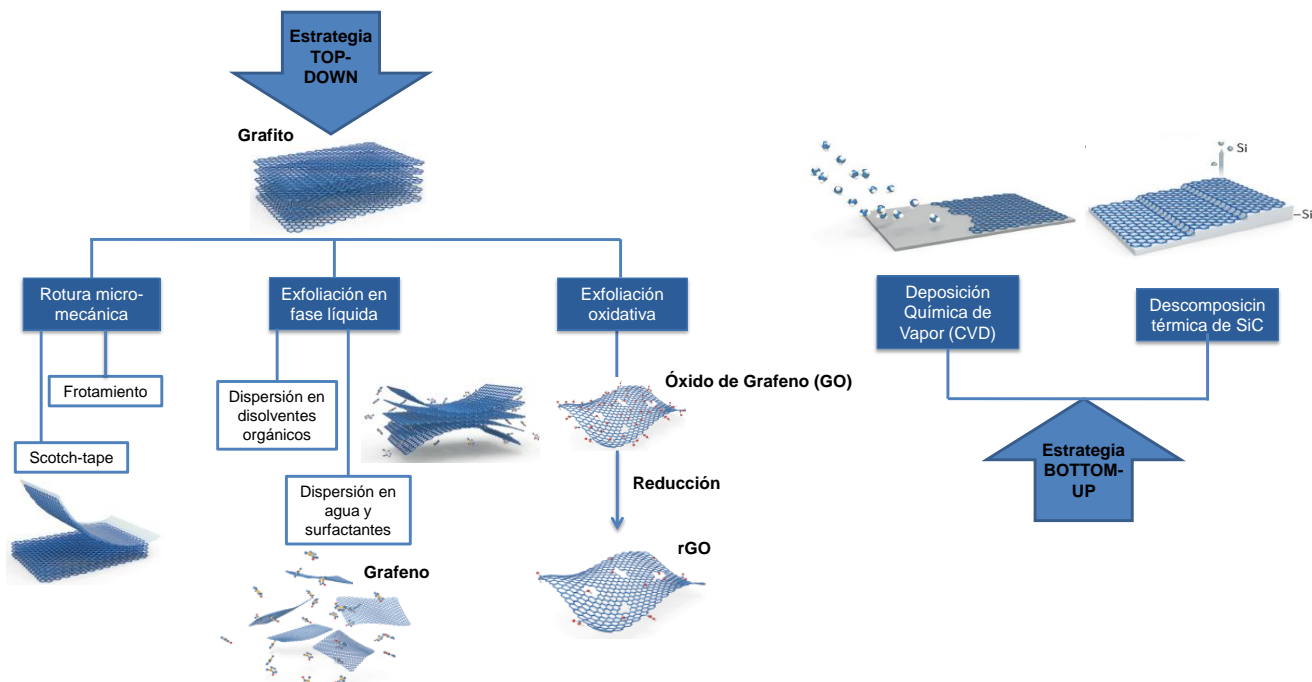 Estrategia
TOP-
DOWN
Grafito
Rotura micro-
mecánica
Frotamiento
Scotch-tape
Exfoliación en
fase líquida
Dispersión en
disolventes
orgánicos
Dispersión en
agua y
surfactantes
Grafeno
Exfoliación
oxidativa
Óxido de Grafeno (GO)
Reducción
rGO
Si
Si
Deposición
Química de
Vapor (CVD)
Descomposicin
térmica de SiC
Estrategia
BOTTOM-
UP